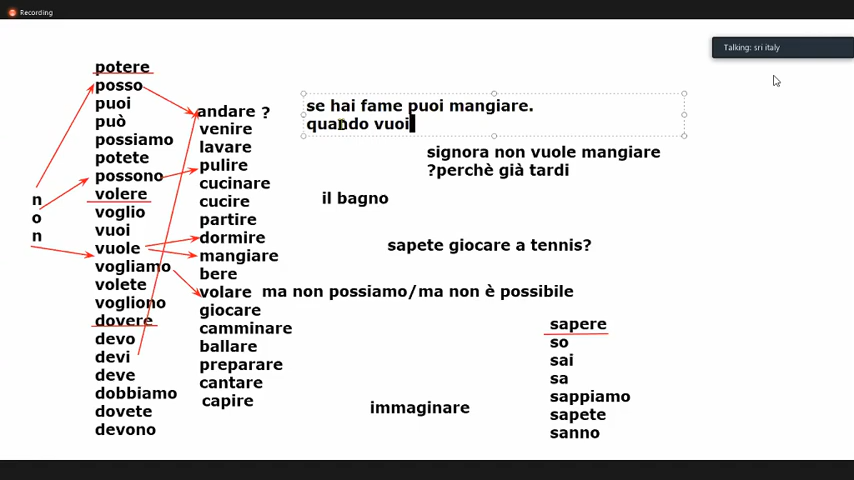 Recording
Talking: sri italy
potere
posso
puoi
può
possiamo
potete
possono
volere
voglio
vuoi
vuole
vogliamo
volete
vogliono
dovere
devo
devi
deve
dobbiamo
dovete
devono
n
o
n
andare ?
venire
lavare
pulire
cucinare
cucire
partire
dormire
mangiare
bere
volare
giocare
camminare
ballare
preparare
cantare
capire
se hai fame puoi mangiare.
quando vuoi
signora non vuole mangiare
?perchè già tardi
il bagno
sapete giocare a tennis?
ma non possiamo/ma non è possibile
immaginare
sapere
so
sai
sa
sappiamo
sapete
sanno